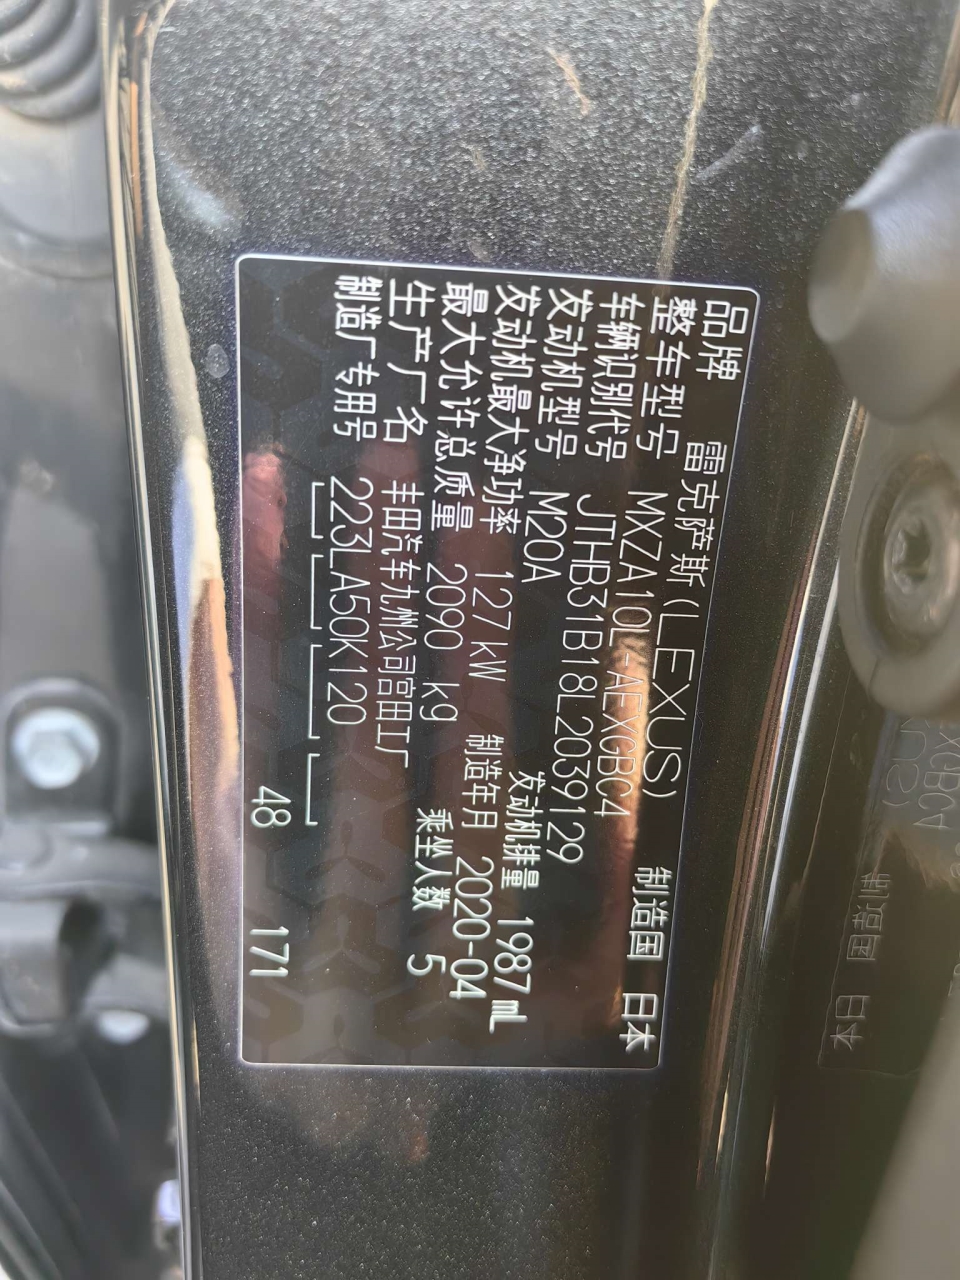 品牌 雷克萨斯(LEXUS) 制造国 日本
整车型号 MXZA10L-AEXGBC4
车辆识别代号 JTHB31B18L2039129
发动机型号 M20A 发动机排量 1987 mL
发动机最大净功率 127 kW 制造年月 2020-04
最大允许总质量 2090 kg 乘坐人数 5
生产厂名 丰田汽车九州公司宫田工厂
制造厂专用号 223LA50K120
48 171